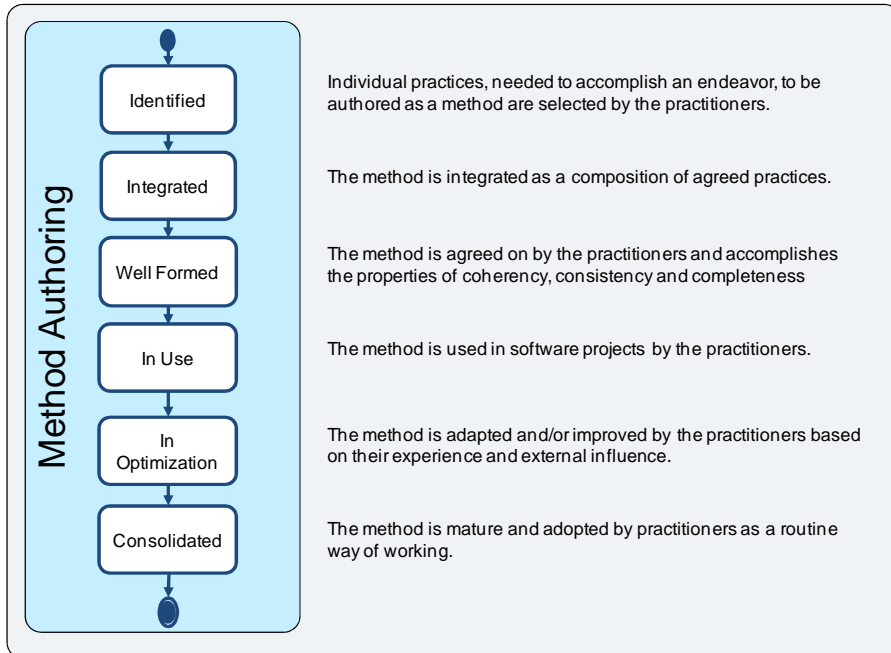 Method Authoring
Identified
Individual practices, needed to accomplish an endeavor, to be
authored as a method are selected by the practitioners.
Integrated
The method is integrated as a composition of agreed practices.
Well Formed
The method is agreed on by the practitioners and accomplishes
the properties of coherency, consistency and completeness
In Use
The method is used in software projects by the practitioners.
In
Optimization
The method is adapted and/or improved by the practitioners based
on their experience and external influence.
Consolidated
The method is mature and adopted by practitioners as a routine
way of working.